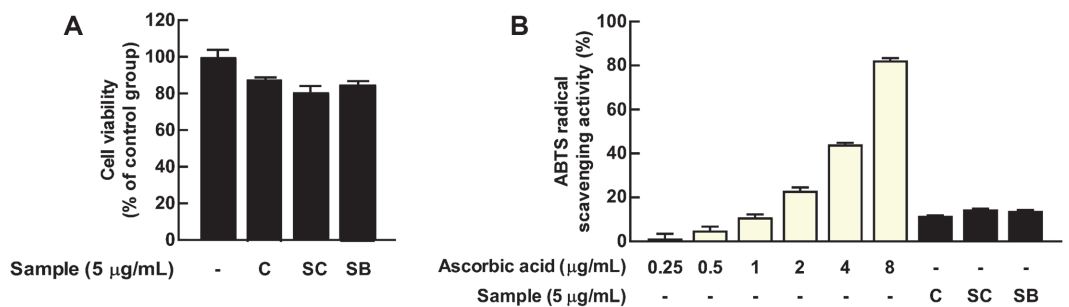 A
Cell viability
(% of control group)
120
100
80
60
40
20
0
Sample (5 μg/mL) - C SC SB
B
ABTS radical
scavenging activity (%)
100
80
60
40
20
0
Ascorbic acid (μg/mL) 0.25 0.5 1 2 4 8 - - -
Sample (5 μg/mL) - - - - - - C SC SB